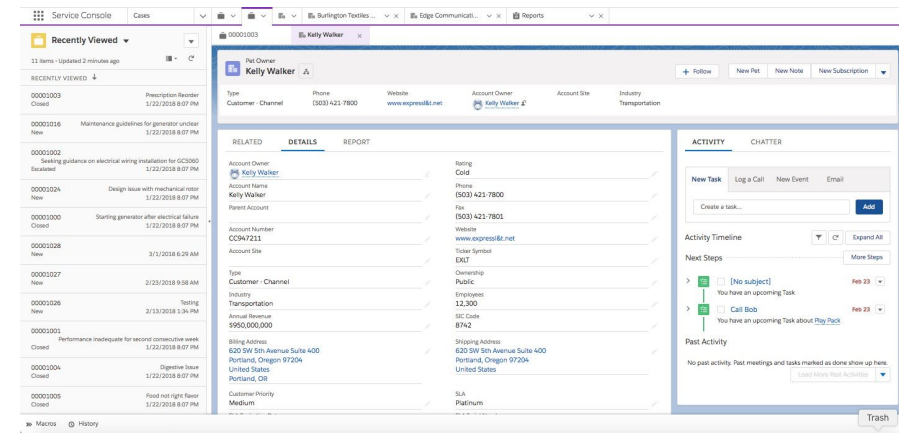 Service Console
Cases
Burlington Textiles ...
Edge Communicati...
Reports
Recently Viewed
11 items - Updated 2 minutes ago
RECENTLY VIEWED ↓
00001003 Prescription Reorder
Closed 1/22/2018 8:07 PM
00001016 Maintenance guidelines for generator unclear
New 1/22/2018 8:07 PM
00001002
Seeking guidance on electrical wiring installation for GC5060
Escalated 1/22/2018 8:07 PM
00001024 Design issue with mechanical rotor
New 1/22/2018 8:07 PM
00001000 Starting generator after electrical failure
Closed 1/22/2018 8:07 PM
00001028
New 3/1/2018 6:29 AM
00001027
New 2/23/2018 9:58 AM
00001026 Testing
New 2/13/2018 1:34 PM
00001001
Performance inadequate for second consecutive week
Closed 1/22/2018 8:07 PM
00001004 Digestive Issue
Closed 1/22/2018 8:07 PM
00001005 Food not right flavor
Closed 1/22/2018 8:07 PM
00001003
Kelly Walker
Pet Owner
Kelly Walker
+ Follow
New Pet
New Note
New Subscription
Type
Customer - Channel
Phone
(503) 421-7800
Website
www.expressl&t.net
Account Owner
Kelly Walker
Account Site
Industry
Transportation
RELATED
DETAILS
REPORT
Account Owner
Kelly Walker
Rating
Cold
Account Name
Kelly Walker
Phone
(503) 421-7800
Parent Account
Fax
(503) 421-7801
Account Number
CC947211
Website
www.expressl&t.net
Account Site
Ticker Symbol
EXLT
Type
Customer - Channel
Ownership
Public
Industry
Transportation
Employees
12,300
Annual Revenue
$950,000,000
SIC Code
8742
Billing Address
620 SW 5th Avenue Suite 400
Portland, Oregon 97204
United States
Portland, OR
Shipping Address
620 SW 5th Avenue Suite 400
Portland, Oregon 97204
United States
Customer Priority
Medium
SLA
Platinum
ACTIVITY
CHATTER
New Task
Log a Call
New Event
Email
Create a task...
Add
Activity Timeline
Expand All
Next Steps
More Steps
[No subject]
Feb 23
You have an upcoming Task
Call Bob
Feb 23
You have an upcoming Task about Play Pack
Past Activity
No past activity. Past meetings and tasks marked as done show up here.
Load More Past Activities
Macros
History
Trash